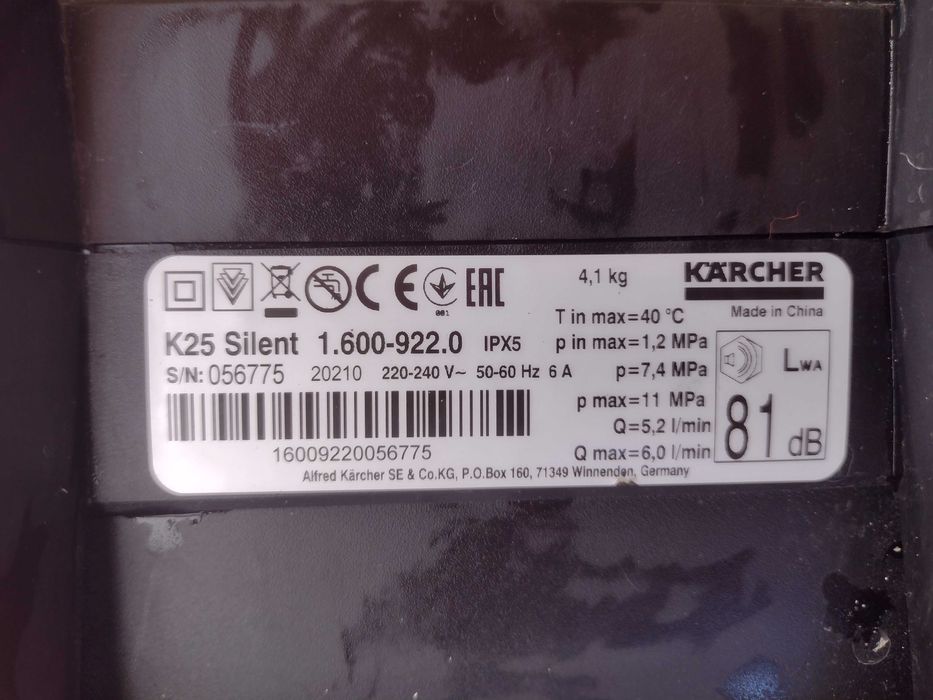 4,1 kg
KÄRCHER
Made in China
EAC
001
T in max=40 °C
K25 Silent 1.600-922.0 IPX5
p in max=1,2 MPa
S/N: 056775 20210 220-240 V~ 50-60 Hz 6 A
p=7,4 MPa
p max=11 MPa
Q=5,2 l/min
Q max=6,0 l/min
LWA
81 dB
16009220056775
Alfred Kärcher SE & Co.KG, P.O.Box 160, 71349 Winnenden, Germany